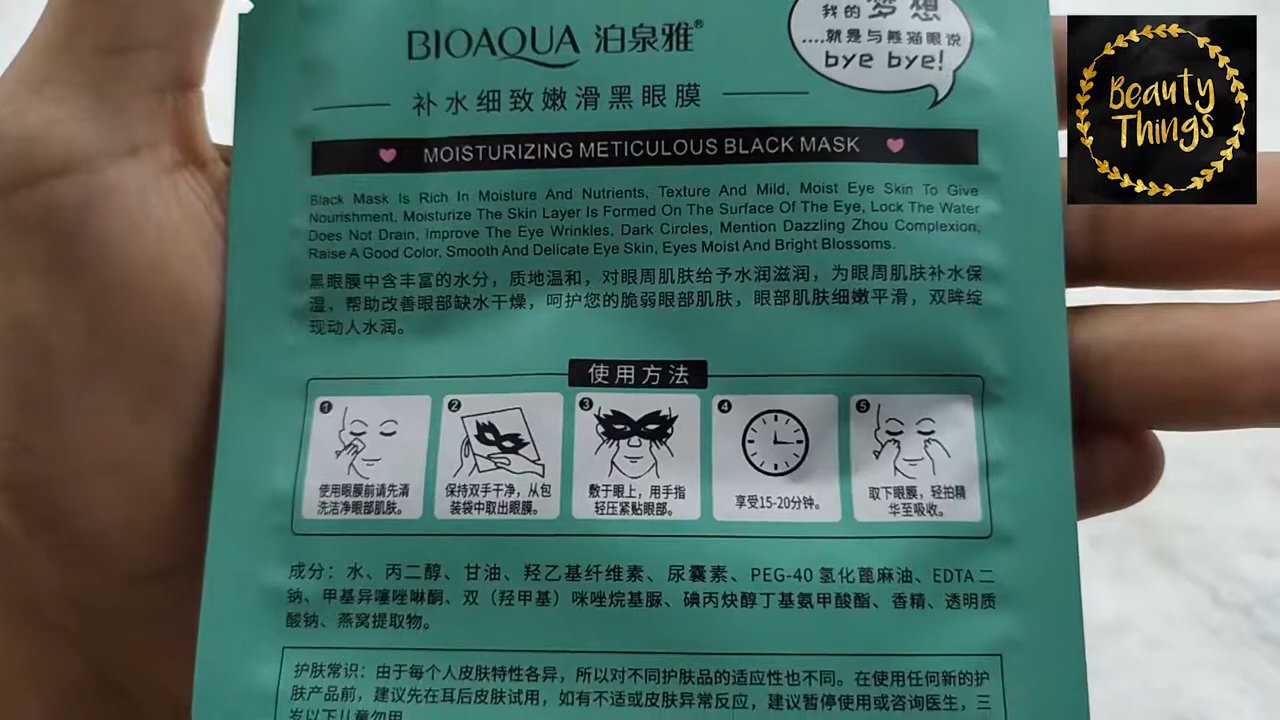 我的梦想
....就是与熊猫眼说
bye bye!
BIOAQUA 泊泉雅®
补水细致嫩滑黑眼膜
Beauty
Things
MOISTURIZING METICULOUS BLACK MASK
Black Mask Is Rich In Moisture And Nutrients, Texture And Mild, Moist Eye Skin To Give
Nourishment, Moisturize The Skin Layer Is Formed On The Surface Of The Eye, Lock The Water
Does Not Drain, Improve The Eye Wrinkles, Dark Circles, Mention Dazzling Zhou Complexion,
Raise A Good Color, Smooth And Delicate Eye Skin, Eyes Moist And Bright Blossoms.
黑眼膜中含丰富的水分，质地温和，对眼周肌肤给予水润滋润，为眼周肌肤补水保
湿，帮助改善眼部缺水干燥，呵护您的脆弱眼部肌肤，眼部肌肤细嫩平滑，双眸绽
现动人水润。
使用方法
1
使用眼膜前请先清
洗洁净眼部肌肤。
2
保持双手干净，从包
装袋中取出眼膜。
3
敷于眼上，用手指
轻压紧贴眼部。
4
享受15-20分钟。
5
取下眼膜，轻拍精
华至吸收。
成分：水、丙二醇、甘油、羟乙基纤维素、尿囊素、PEG-40 氢化蓖麻油、EDTA 二
钠、甲基异噻唑啉酮、双（羟甲基）咪唑烷基脲、碘丙炔醇丁基氨甲酸酯、香精、透明质
酸钠、燕窝提取物。
护肤常识：由于每个人皮肤特性各异，所以对不同护肤品的适应性也不同。在使用任何新的护
肤产品前，建议先在耳后皮肤试用，如有不适或皮肤异常反应，建议暂停使用或咨询医生，三
岁以下儿童勿用